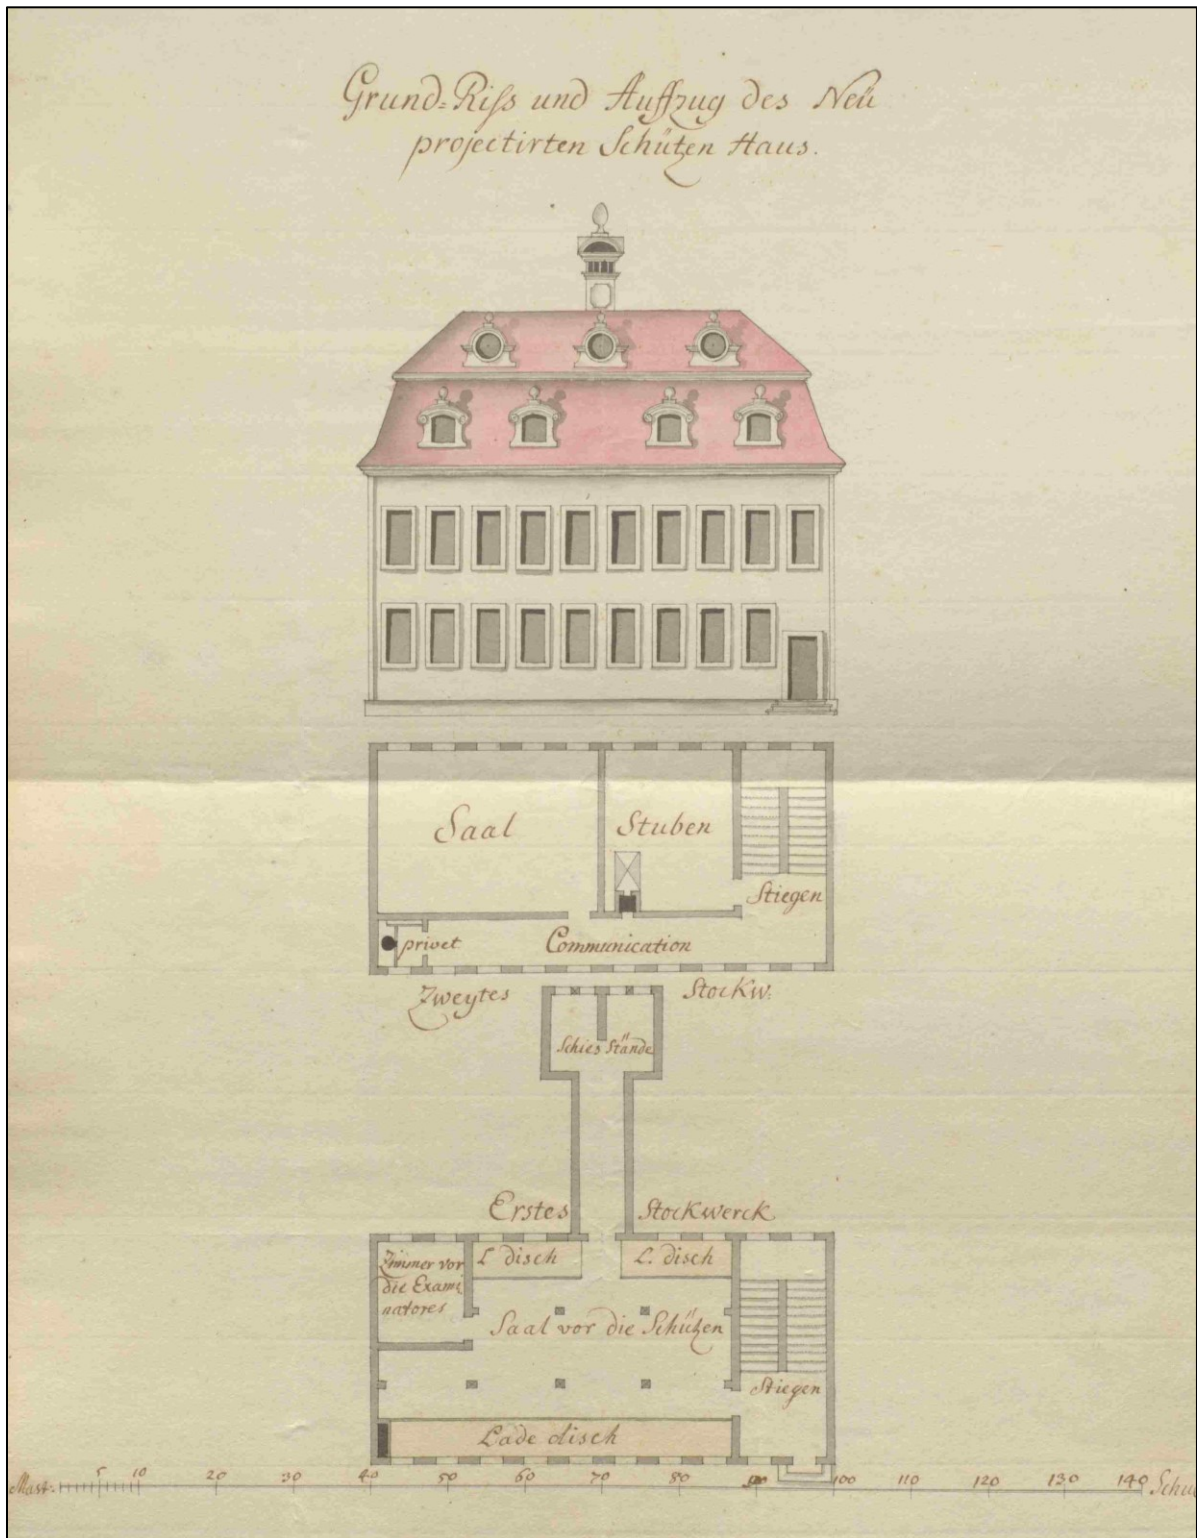 Grund=Riss und Auffzug des Neü
projectirten Schützen Haus.
Saal
Stuben
Stiegen
privet
Communication
Zweytes Stockw:
Schies Stände
Erstes Stockwerck
Zimmer vor
die Exami
natores
L disch
L. disch
Saal vor die Schützen
Stiegen
Lade disch
5 10 20 30 40 50 60 70 80 90 100 110 120 130 140